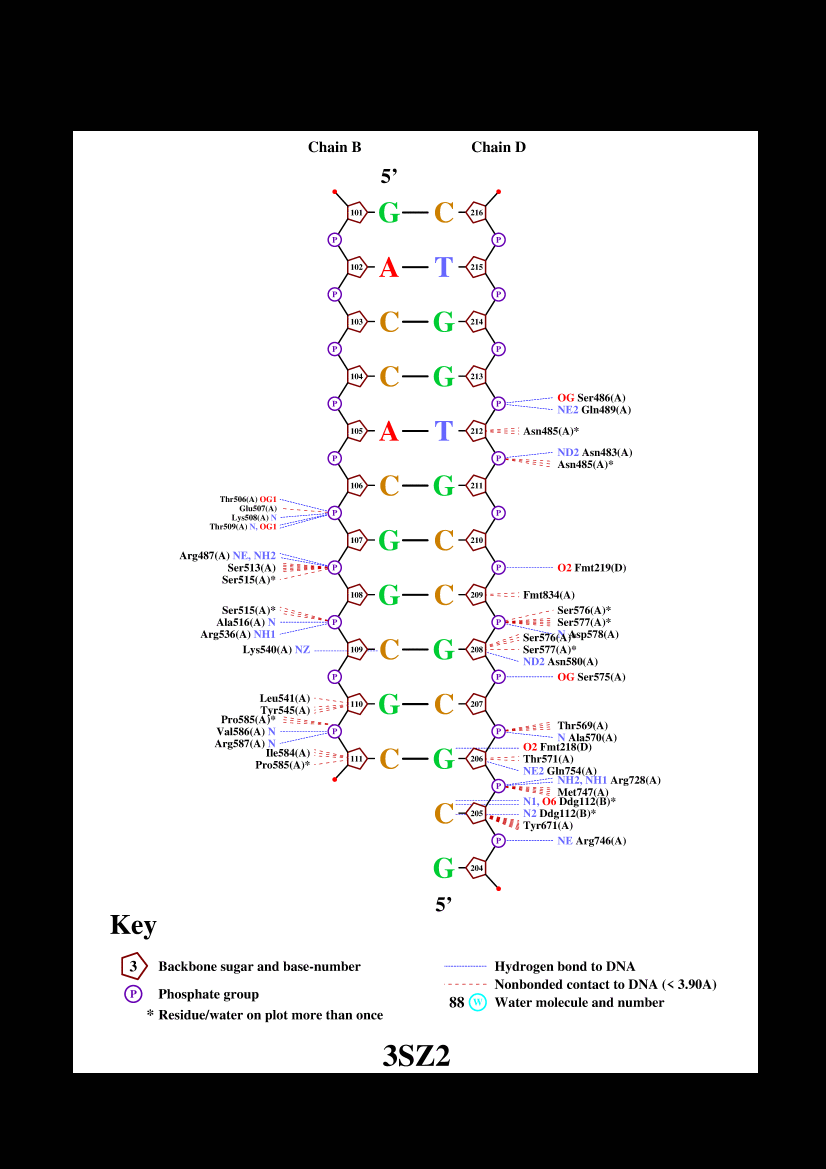 Chain B Chain D
5’
101 G C 216
P P
102 A T 215
P P
103 C G 214
P P
104 C G 213
OG Ser486(A)
P P
NE2 Gln489(A)
105 A T 212 Asn485(A)*
ND2 Asn483(A)
P P
Asn485(A)*
106 C G 211
Thr506(A) OG1
Glu507(A)
P P
Lys508(A) N
Thr509(A) N, OG1
107 G C 210
Arg487(A) NE, NH2
Ser513(A) P P O2 Fmt219(D)
Ser515(A)*
108 G C 209 Fmt834(A)
Ser515(A)* Ser576(A)*
Ala516(A) N P P Ser577(A)*
Arg536(A) NH1 N Asp578(A)
Ser576(A)*
Lys540(A) NZ 109 C G 208 Ser577(A)*
ND2 Asn580(A)
P P OG Ser575(A)
Leu541(A)
110 G C 207
Tyr545(A)
Pro585(A)* Thr569(A)
Val586(A) N P P
N Ala570(A)
Arg587(A) N
O2 Fmt218(D)
Ile584(A)
111 C G 206 Thr571(A)
Pro585(A)*
NE2 Gln754(A)
NH2, NH1 Arg728(A)
P
Met747(A)
N1, O6 Ddg112(B)*
C 205 N2 Ddg112(B)*
Tyr671(A)
P NE Arg746(A)
G 204
5’
Key
3 Backbone sugar and base-number
P Phosphate group
* Residue/water on plot more than once
Hydrogen bond to DNA
Nonbonded contact to DNA (< 3.90A)
88 W Water molecule and number
3SZ2